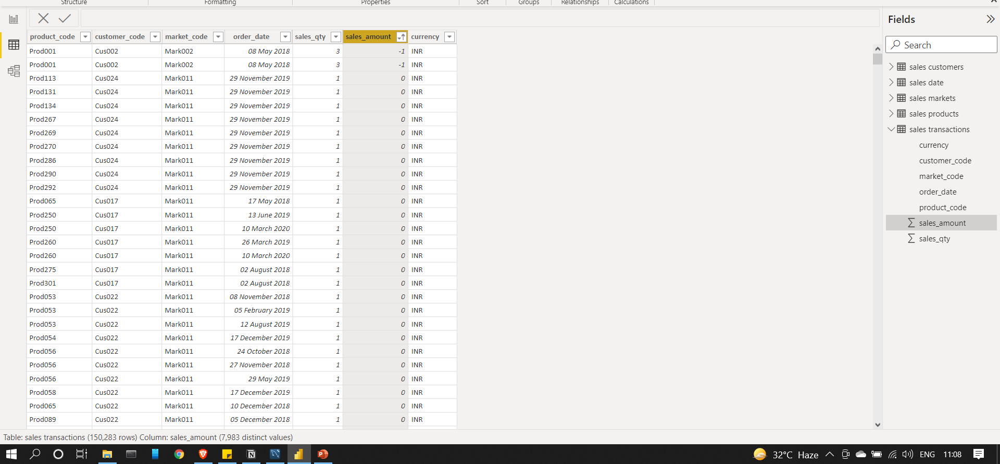 Structure Formatting Properties Sort Groups Relationships Calculations
Fields
Search
sales customers
sales date
sales markets
sales products
sales transactions
currency
customer_code
market_code
order_date
product_code
sales_amount
sales_qty
product_code customer_code market_code order_date sales_qty sales_amount currency
Prod001 Cus002 Mark002 08 May 2018 3 -1 INR
Prod001 Cus002 Mark002 08 May 2018 3 -1 INR
Prod113 Cus024 Mark011 29 November 2019 1 0 INR
Prod131 Cus024 Mark011 29 November 2019 1 0 INR
Prod134 Cus024 Mark011 29 November 2019 1 0 INR
Prod267 Cus024 Mark011 29 November 2019 1 0 INR
Prod269 Cus024 Mark011 29 November 2019 1 0 INR
Prod270 Cus024 Mark011 29 November 2019 1 0 INR
Prod286 Cus024 Mark011 29 November 2019 1 0 INR
Prod290 Cus024 Mark011 29 November 2019 1 0 INR
Prod292 Cus024 Mark011 29 November 2019 1 0 INR
Prod065 Cus017 Mark011 17 May 2018 1 0 INR
Prod250 Cus017 Mark011 13 June 2019 1 0 INR
Prod250 Cus017 Mark011 10 March 2020 1 0 INR
Prod260 Cus017 Mark011 26 March 2019 1 0 INR
Prod260 Cus017 Mark011 10 March 2020 1 0 INR
Prod275 Cus017 Mark011 02 August 2018 1 0 INR
Prod301 Cus017 Mark011 02 August 2018 1 0 INR
Prod053 Cus022 Mark011 08 November 2018 1 0 INR
Prod053 Cus022 Mark011 05 February 2019 1 0 INR
Prod053 Cus022 Mark011 12 August 2019 1 0 INR
Prod054 Cus022 Mark011 17 December 2019 1 0 INR
Prod056 Cus022 Mark011 24 October 2018 1 0 INR
Prod056 Cus022 Mark011 27 November 2018 1 0 INR
Prod056 Cus022 Mark011 29 May 2019 1 0 INR
Prod058 Cus022 Mark011 17 December 2019 1 0 INR
Prod065 Cus022 Mark011 10 December 2018 1 0 INR
Prod089 Cus022 Mark011 05 December 2018 1 0 INR
Table: sales transactions (150,283 rows) Column: sales_amount (7,983 distinct values)
32°C Haze ENG 11:08